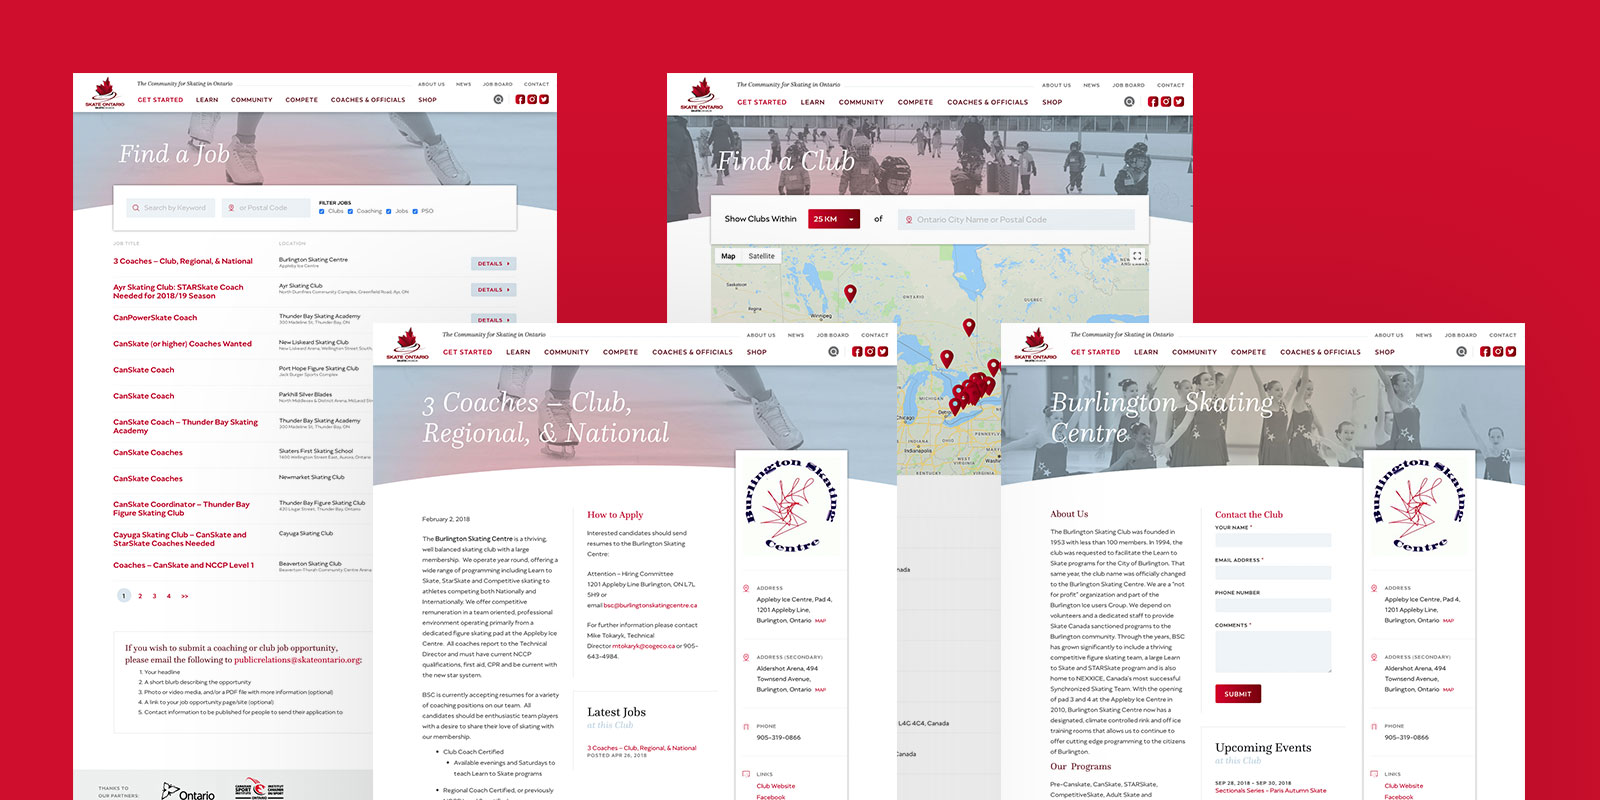 The Community for Skating in Ontario
ABOUT US NEWS JOB BOARD CONTACT
SKATE ONTARIO
GET STARTED LEARN COMMUNITY COMPETE COACHES & OFFICIALS SHOP
Find a Job
Search by Keyword
or Postal Code
FILTER JOBS
Clubs Coaching Jobs PSO
JOB TITLE LOCATION
3 Coaches – Club, Regional, & National
Burlington Skating Centre
Appleby Ice Centre
DETAILS
Ayr Skating Club: STARSkate Coach
Needed for 2018/19 Season
Ayr Skating Club
North Dumfries Community Complex, Greenfield Road, Ayr, ON
DETAILS
CanPowerSkate Coach
Thunder Bay Skating Academy
DETAILS
CanSkate (or higher) Coaches Wanted
New Liskeard Skating Club
CanSkate Coach
Port Hope Figure Skating Club
Jack Burger Sports Complex
CanSkate Coach
Parkhill Silver Blades
CanSkate Coach – Thunder Bay Skating
Academy
Thunder Bay Skating Academy
CanSkate Coaches
Skaters First Skating School
CanSkate Coaches
Newmarket Skating Club
CanSkate Coordinator – Thunder Bay
Figure Skating Club
Thunder Bay Figure Skating Club
Cayuga Skating Club – CanSkate and
StarSkate Coaches Needed
Cayuga Skating Club
Coaches – CanSkate and NCCP Level 1
Beaverton Skating Club
1 2 3 4 >>
If you wish to submit a coaching or club job opportunity,
please email the following to publicrelations@skateontario.org:
1. Your headline
2. A short blurb describing the opportunity
3. Photo or video media, and/or a PDF file with more information (optional)
4. A link to your job opportunity page/site (optional)
5. Contact information to be published for people to send their application to
THANKS TO
OUR PARTNERS:
Ontario
The Community for Skating in Ontario
ABOUT US NEWS JOB BOARD CONTACT
SKATE ONTARIO
GET STARTED LEARN COMMUNITY COMPETE COACHES & OFFICIALS SHOP
Find a Club
Show Clubs Within 25 KM of Ontario City Name or Postal Code
Map Satellite
Saskatoon
Regina
Winnipeg
ONTARIO
QUEBEC
MICHIGAN
Chicago
INDIANA
OHIO
Indianapolis
WEST
VIRGINIA
KENTUCKY
nada
L4G 4C4, Canada
anada
The Community for Skating in Ontario
ABOUT US NEWS JOB BOARD CONTACT
SKATE ONTARIO
GET STARTED LEARN COMMUNITY COMPETE COACHES & OFFICIALS SHOP
3 Coaches – Club,
Regional, & National
February 2, 2018
The Burlington Skating Centre is a thriving,
well balanced skating club with a large
membership. We operate year round, offering a
wide range of programming including Learn to
Skate, StarSkate and Competitive skating to
athletes competing both Nationally and
Internationally. We offer competitive
remuneration in a team oriented, professional
environment operating primarily from a
dedicated figure skating pad at the Appleby Ice
Centre. All coaches report to the Technical
Director and must have current NCCP
qualifications, first aid, CPR and be current with
the new star system.
BSC is currently accepting resumes for a variety
of coaching positions on our team. All
candidates should be enthusiastic team players
with a desire to share their love of skating with
our membership.
• Club Coach Certified
• Available evenings and Saturdays to
teach Learn to Skate programs
• Regional Coach Certified, or previously
How to Apply
Interested candidates should send
resumes to the Burlington Skating
Centre:
Attention – Hiring Committee
1201 Appleby Line Burlington, ON L7L
5H9 or
email bsc@burlingtonskatingcentre.ca
For further information please contact
Mike Tokaryk, Technical
Director mtokaryk@cogeco.ca or 905-
643-4984.
Latest Jobs
at this Club
3 Coaches – Club, Regional, & National
POSTED APR 26, 2018
Burlington Skating
Centre
ADDRESS
Appleby Ice Centre, Pad 4,
1201 Appleby Line,
Burlington, Ontario MAP
ADDRESS (SECONDARY)
Aldershot Arena, 494
Townsend Avenue,
Burlington, Ontario MAP
PHONE
905-319-0866
LINKS
Club Website
Facebook
The Community for Skating in Ontario
ABOUT US NEWS JOB BOARD CONTACT
SKATE ONTARIO
GET STARTED LEARN COMMUNITY COMPETE COACHES & OFFICIALS SHOP
Burlington Skating
Centre
About Us
The Burlington Skating Club was founded in
1953 with less than 100 members. In 1994, the
club was requested to facilitate the Learn to
Skate programs for the City of Burlington. That
same year, the club name was officially changed
to the Burlington Skating Centre. We are a "not
for profit" organization and part of the
Burlington Ice users Group. We depend on
volunteers and a dedicated staff to provide
Skate Canada sanctioned programs to the
Burlington community. Through the years, BSC
has grown significantly to include a thriving
competitive figure skating team, a large Learn
to Skate and STARSkate program and is also
home to NEXXICE, Canada's most successful
Synchronized Skating Team. With the opening
of pad 3 and 4 at the Appleby Ice Centre in
2010, Burlington Skating Centre now has a
designated, climate controlled rink and off ice
training rooms that allows us to continue to
offer cutting edge programming to the citizens
of Burlington.
Our Programs
Pre-Canskate, CanSkate, STARSkate,
CompetitiveSkate, Adult Skate and
Contact the Club
YOUR NAME *
EMAIL ADDRESS *
PHONE NUMBER
COMMENTS *
SUBMIT
Upcoming Events
at this Club
SEP 28, 2018 – SEP 30, 2018
Sectionals Series – Paris Autumn Skate
Burlington Skating
Centre
ADDRESS
Appleby Ice Centre, Pad 4,
1201 Appleby Line,
Burlington, Ontario MAP
ADDRESS (SECONDARY)
Aldershot Arena, 494
Townsend Avenue,
Burlington, Ontario MAP
PHONE
905-319-0866
LINKS
Club Website
Facebook